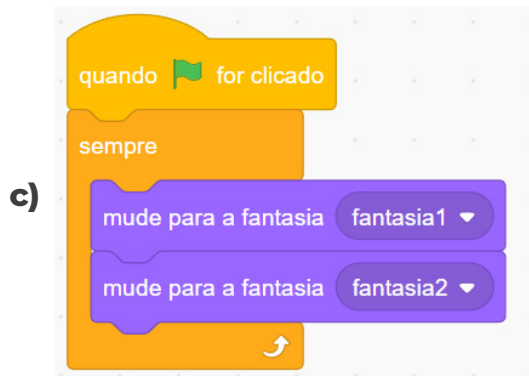 quando for clicado
sempre
c)
mude para a fantasia fantasia1
mude para a fantasia fantasia2